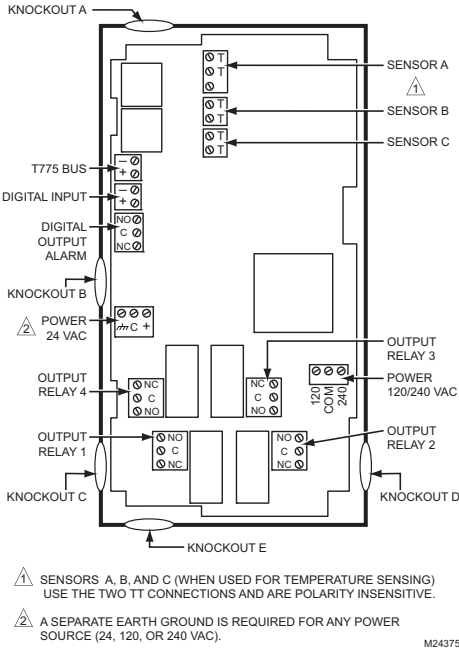 KNOCKOUT A
T
T
SENSOR A
1
T
T
SENSOR B
T
T
SENSOR C
T775 BUS
−
+
DIGITAL INPUT
−
+
DIGITAL
OUTPUT
ALARM
NO
C
NC
KNOCKOUT B
2
POWER
24 VAC
C +
OUTPUT
RELAY 3
NC
C
NO
POWER
120/240 VAC
120
COM
240
OUTPUT
RELAY 4
NC
C
NO
OUTPUT
RELAY 1
NO
C
NC
OUTPUT
RELAY 2
NO
C
NC
KNOCKOUT C
KNOCKOUT D
KNOCKOUT E
1 SENSORS A, B, AND C (WHEN USED FOR TEMPERATURE SENSING)
USE THE TWO TT CONNECTIONS AND ARE POLARITY INSENSITIVE.
2 A SEPARATE EARTH GROUND IS REQUIRED FOR ANY POWER
SOURCE (24, 120, OR 240 VAC).
M24375